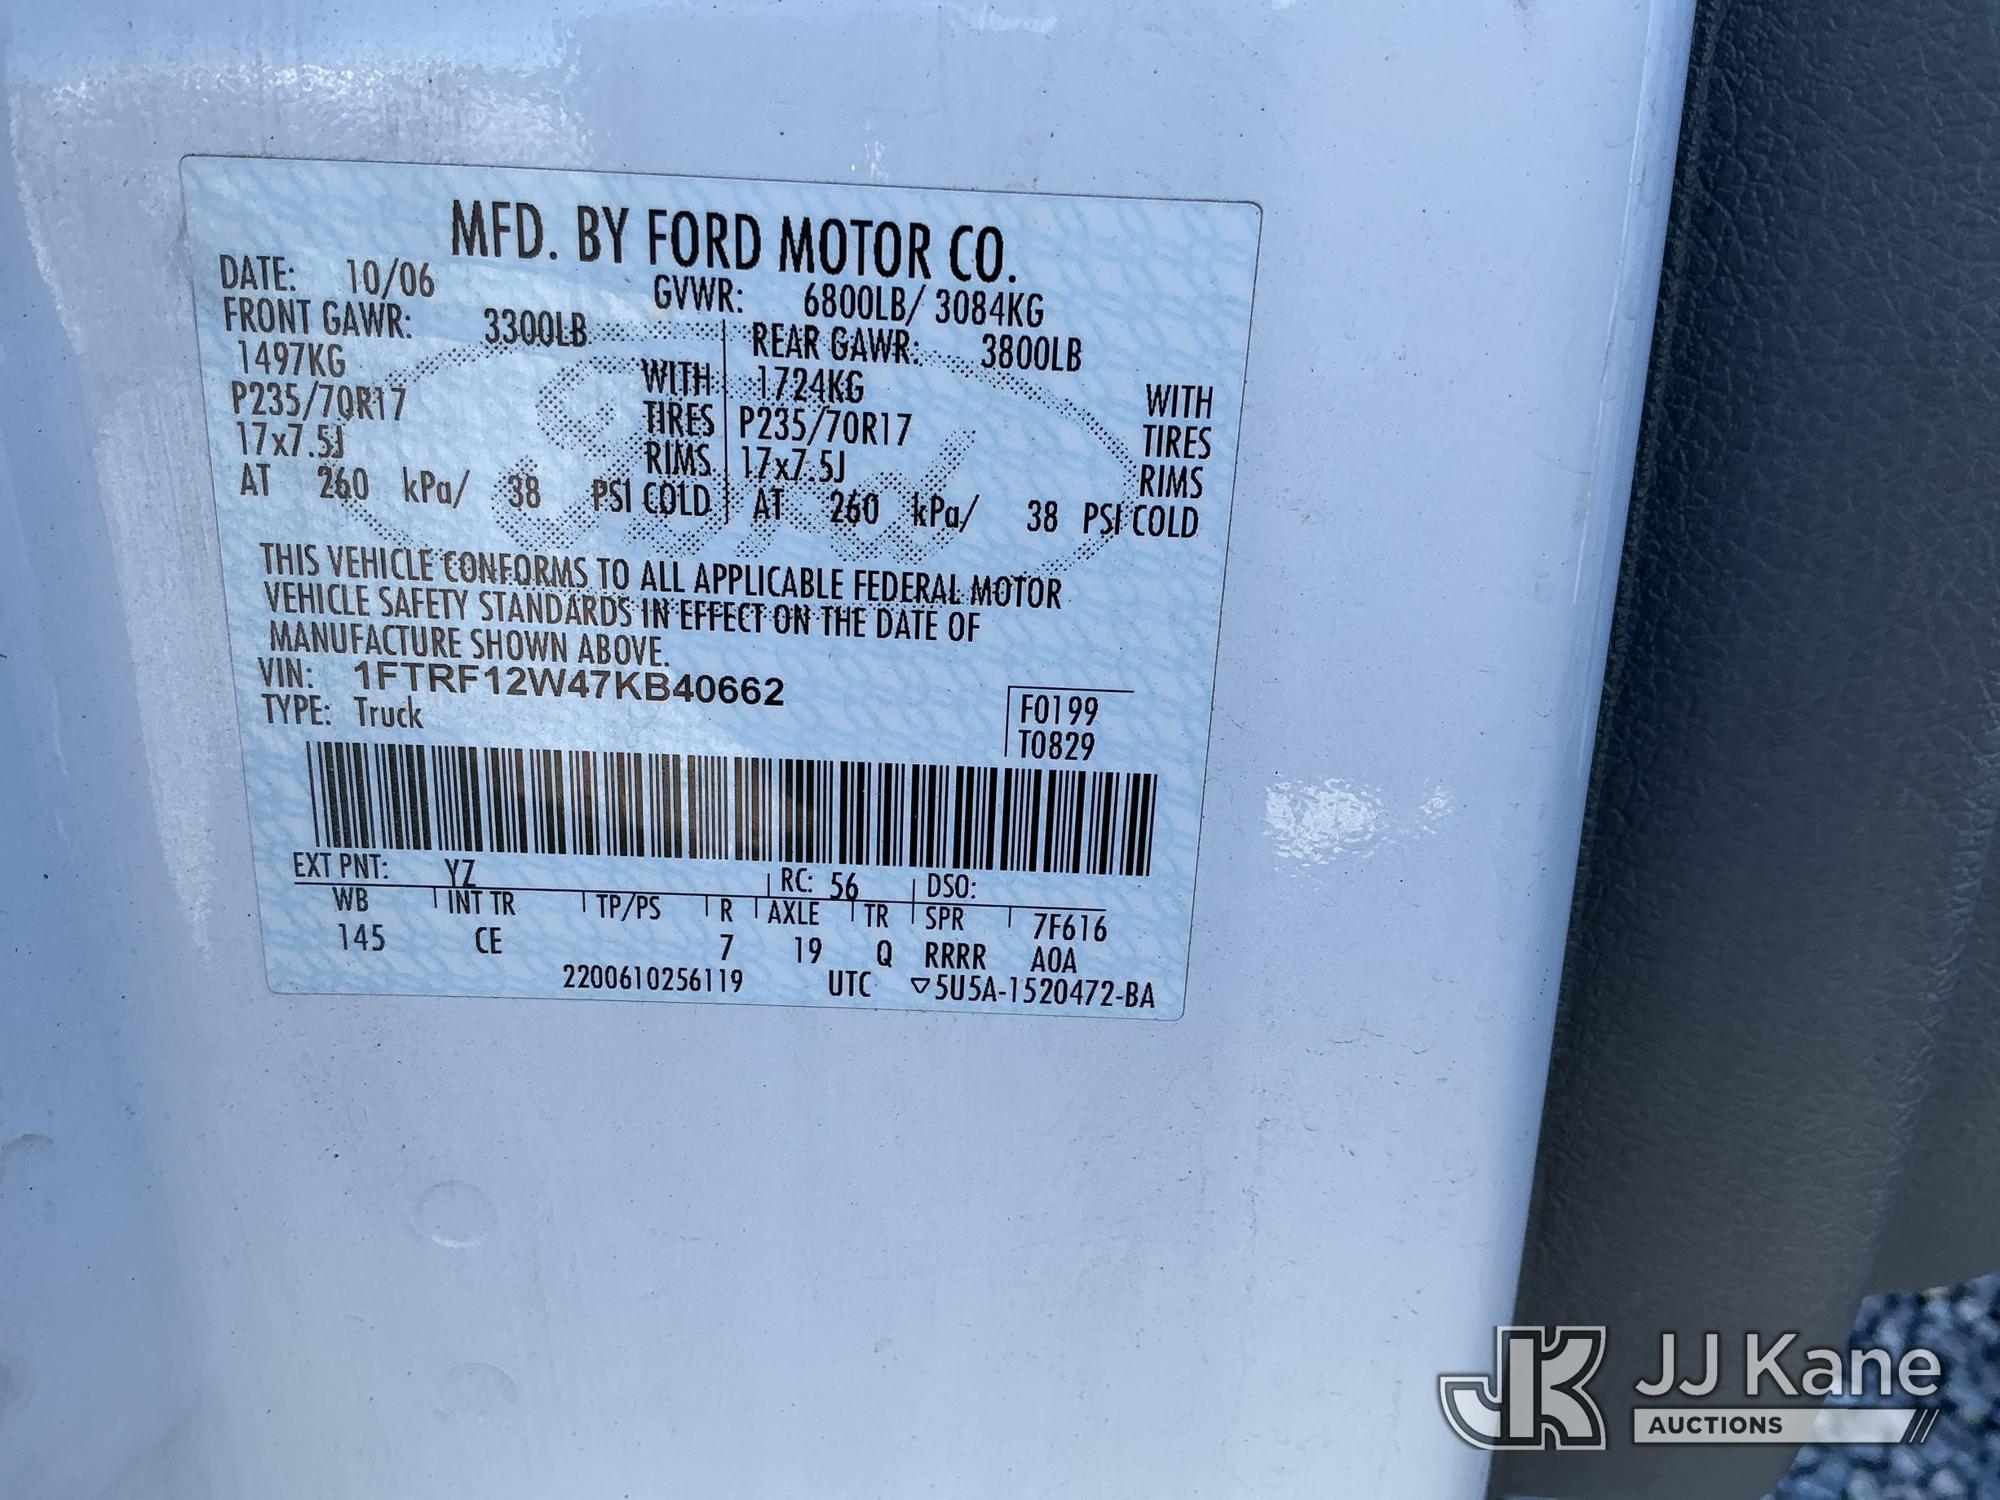 MFD. BY FORD MOTOR CO.
DATE: 10/06 GVWR: 6800LB/ 3084KG
FRONT GAWR: 3300LB REAR GAWR: 3800LB
1497KG WITH 1724KG WITH
P235/70R17 TIRES P235/70R17 TIRES
17x7.5J RIMS 17x7.5J RIMS
AT 260 kPa/ 38 PSI COLD AT 260 kPa/ 38 PSI COLD
THIS VEHICLE CONFORMS TO ALL APPLICABLE FEDERAL MOTOR
VEHICLE SAFETY STANDARDS IN EFFECT ON THE DATE OF
MANUFACTURE SHOWN ABOVE.
VIN: 1FTRF12W47KB40662 F0199
TYPE: Truck T0829
EXT PNT: YZ RC: 56 DSO:
WB INT TR TP/PS R AXLE TR SPR 7F616
145 CE 7 19 Q RRRR A0A
2200610256119 UTC ▽5U5A-1520472-BA
Ford
JK JJ Kane
AUCTIONS